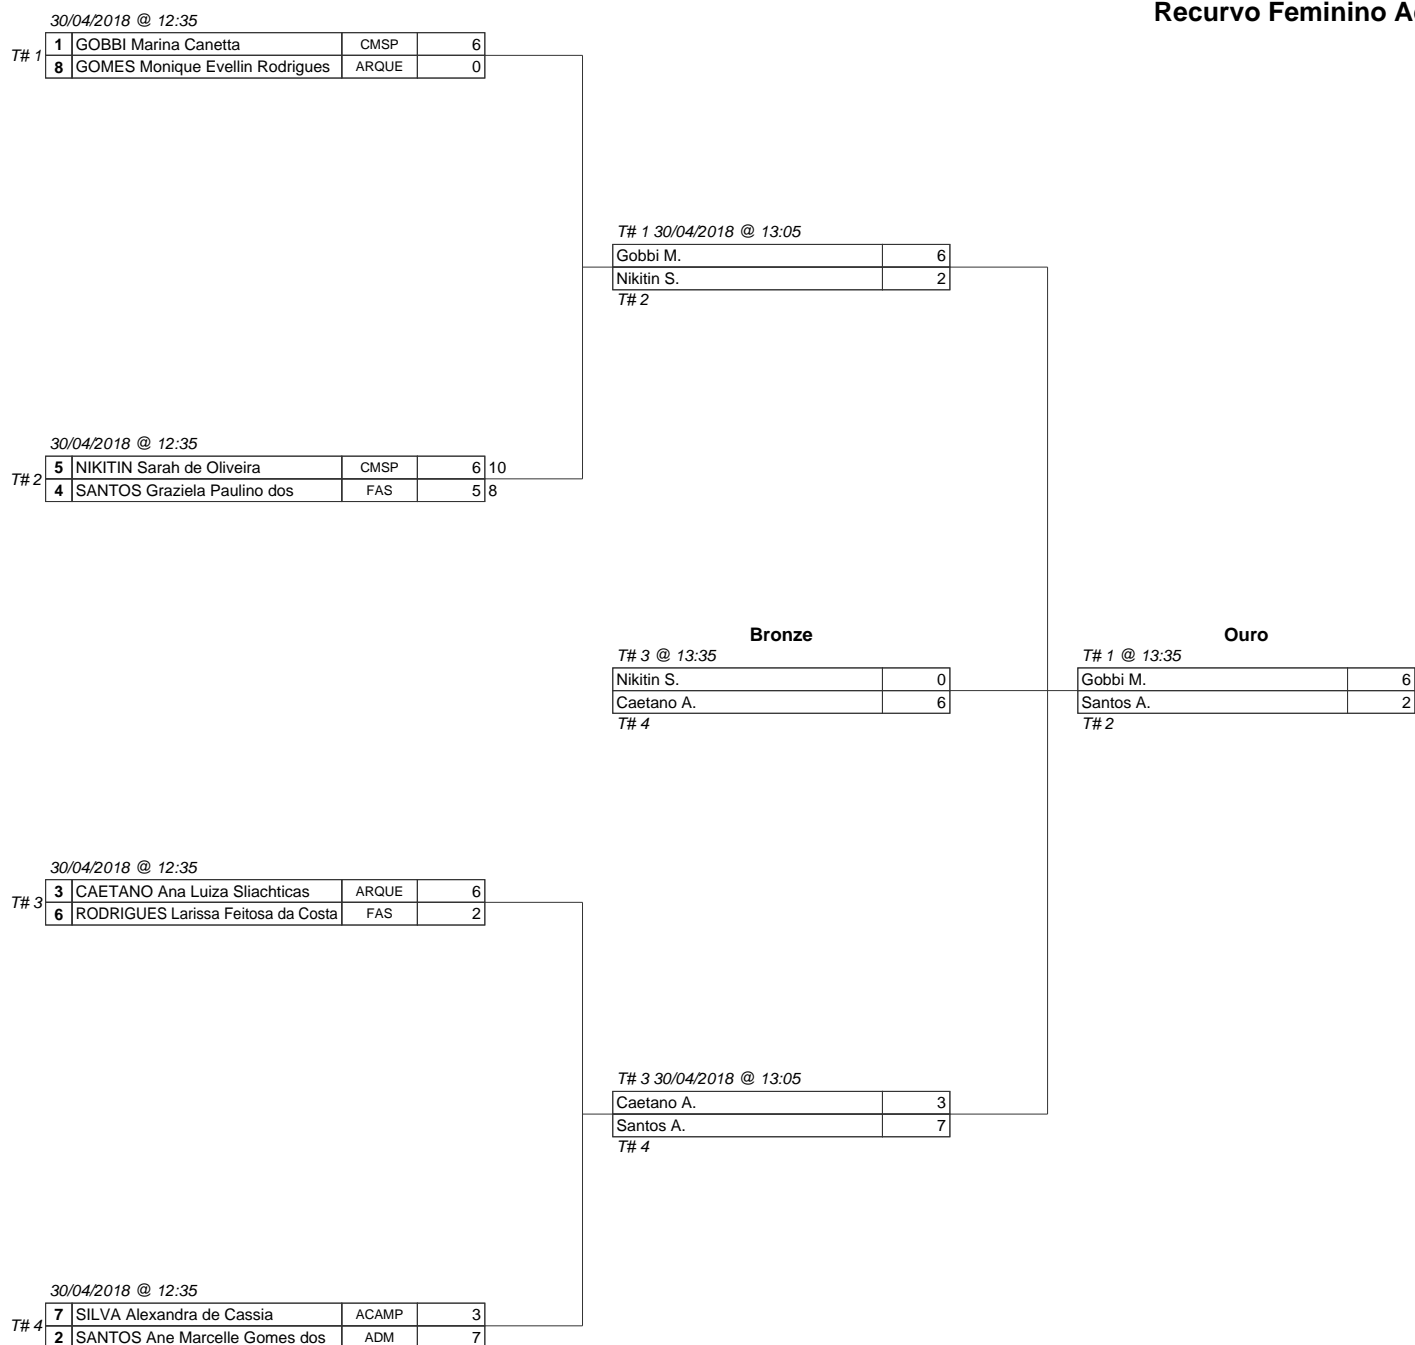 Recurvo Feminino
30/04/2018 @ 12:35
T# 1
1 GOBBI Marina Canetta CMSP 6
8 GOMES Monique Evellin Rodrigues ARQUE 0
T# 1 30/04/2018 @ 13:05
Gobbi M. 6
Nikitin S. 2
T# 2
30/04/2018 @ 12:35
T# 2
5 NIKITIN Sarah de Oliveira CMSP 6 10
4 SANTOS Graziela Paulino dos FAS 5 8
Bronze
T# 3 @ 13:35
Nikitin S. 0
Caetano A. 6
T# 4
Ouro
T# 1 @ 13:35
Gobbi M. 6
Santos A. 2
T# 2
30/04/2018 @ 12:35
T# 3
3 CAETANO Ana Luiza Sliachticas ARQUE 6
6 RODRIGUES Larissa Feitosa da Costa FAS 2
T# 3 30/04/2018 @ 13:05
Caetano A. 3
Santos A. 7
T# 4
30/04/2018 @ 12:35
T# 4
7 SILVA Alexandra de Cassia ACAMP 3
2 SANTOS Ane Marcelle Gomes dos ADM 7